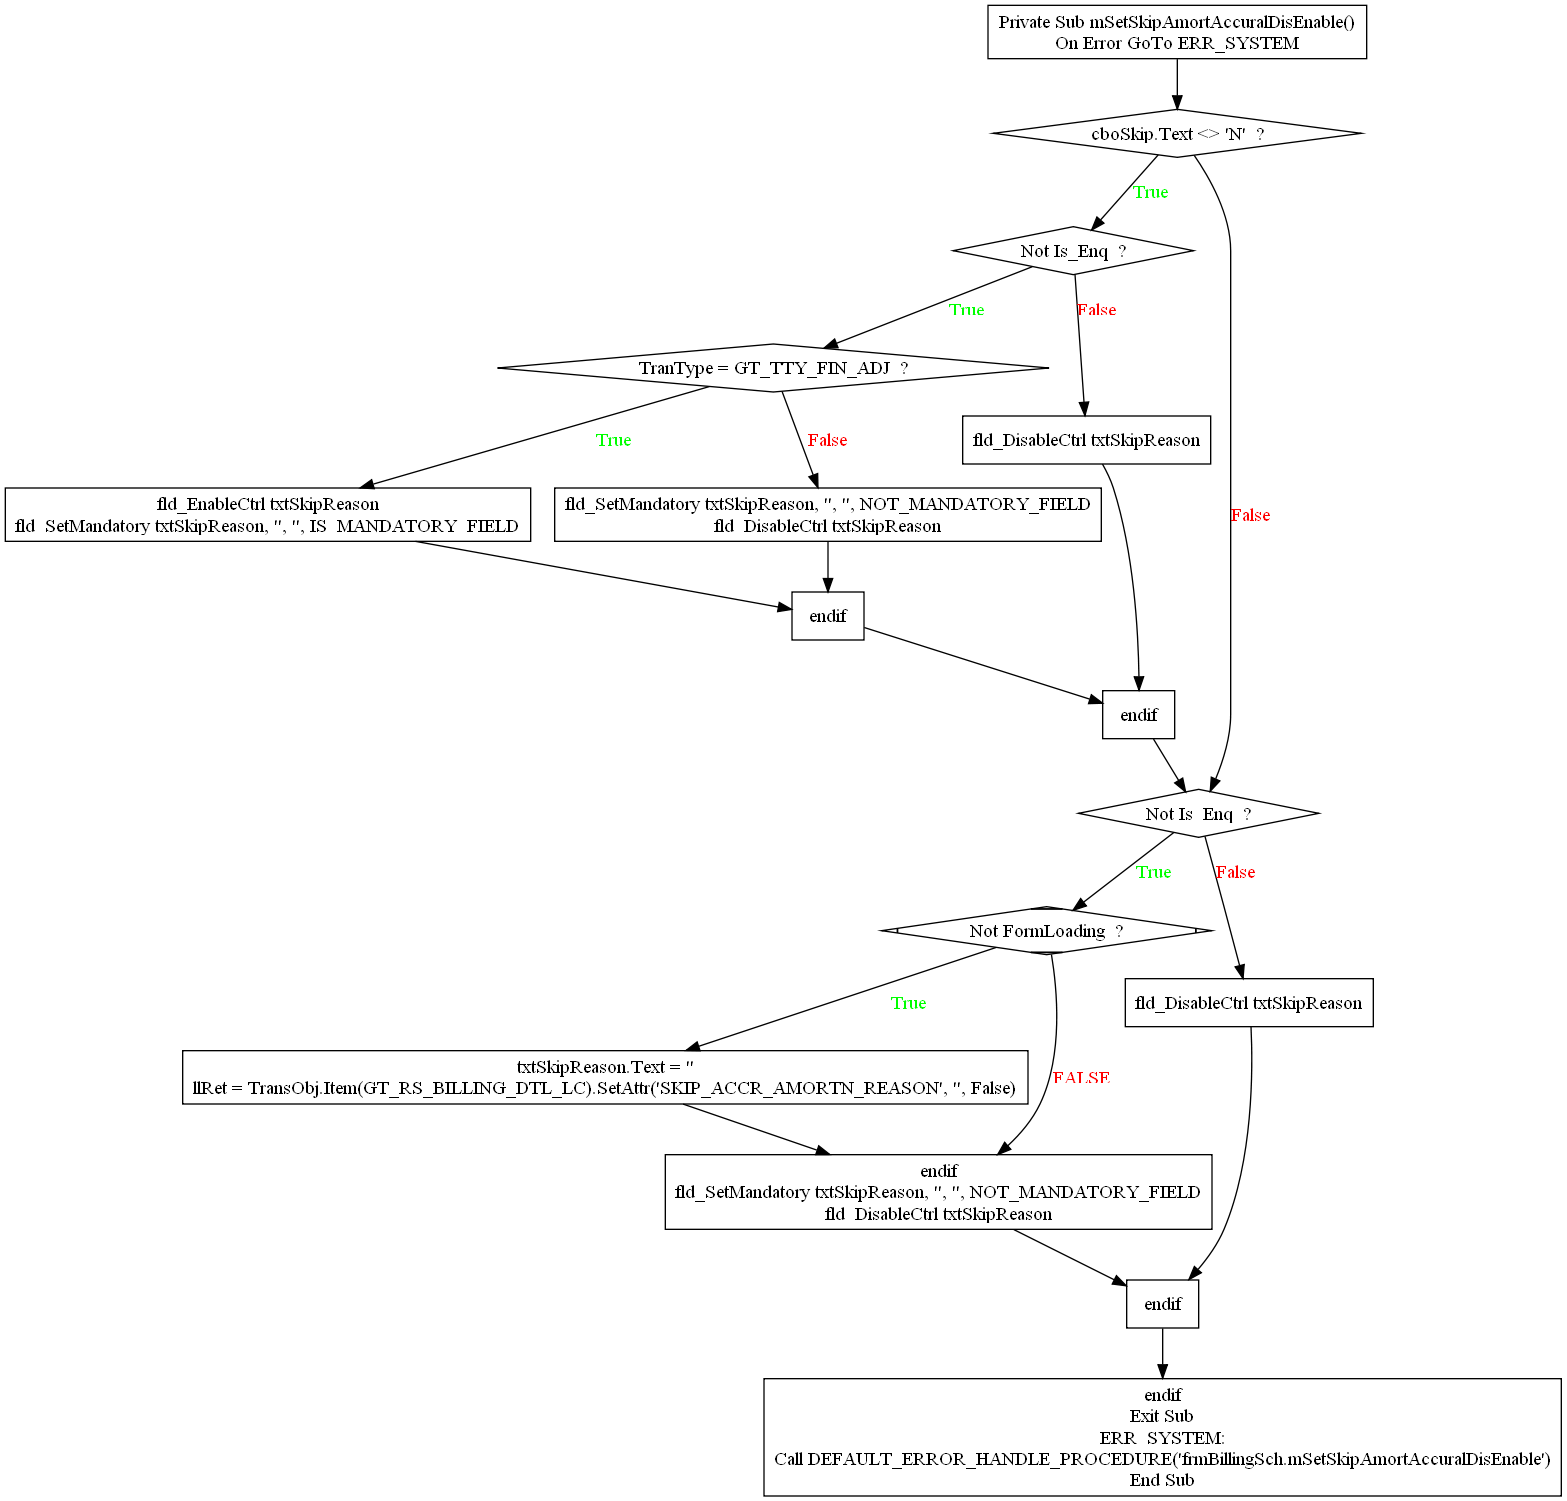 Private Sub mSetSkipAmortAccuralDisEnable()
On Error GoTo ERR_SYSTEM
cboSkip.Text <> 'N' ?
True
Not Is_Enq ?
True
False
TranType = GT_TTY_FIN_ADJ ?
True
False
fld_DisableCtrl txtSkipReason
fld_EnableCtrl txtSkipReason
fld_SetMandatory txtSkipReason, '', '', IS_MANDATORY_FIELD
fld_SetMandatory txtSkipReason, '', '', NOT_MANDATORY_FIELD
fld_DisableCtrl txtSkipReason
False
endif
endif
Not Is_Enq ?
True
False
Not FormLoading ?
True
fld_DisableCtrl txtSkipReason
txtSkipReason.Text = ''
llRet = TransObj.Item(GT_RS_BILLING_DTL_LC).SetAttr('SKIP_ACCR_AMORTN_REASON', '', False)
FALSE
endif
fld_SetMandatory txtSkipReason, '', '', NOT_MANDATORY_FIELD
fld_DisableCtrl txtSkipReason
endif
endif
Exit Sub
ERR_SYSTEM:
Call DEFAULT_ERROR_HANDLE_PROCEDURE('frmBillingSch.mSetSkipAmortAccuralDisEnable')
End Sub